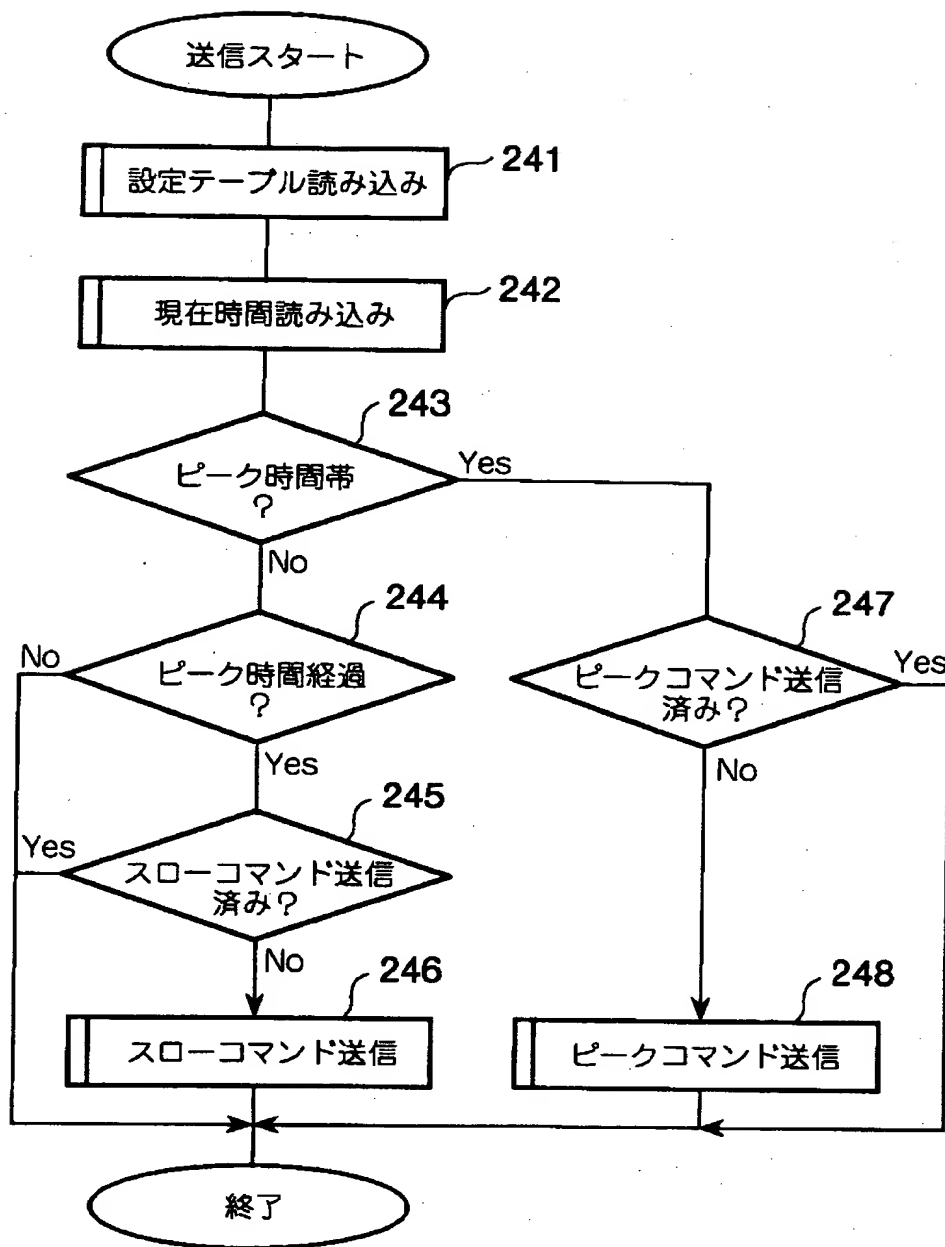 送信スタート
設定テーブル読み込み
241
現在時間読み込み
242
243
ピーク時間帯
?
Yes
No
244
ピーク時間経過
?
No
Yes
247
ピークコマンド送信
済み?
Yes
No
245
スローコマンド送信
済み?
Yes
No
246
スローコマンド送信
248
ピークコマンド送信
終了